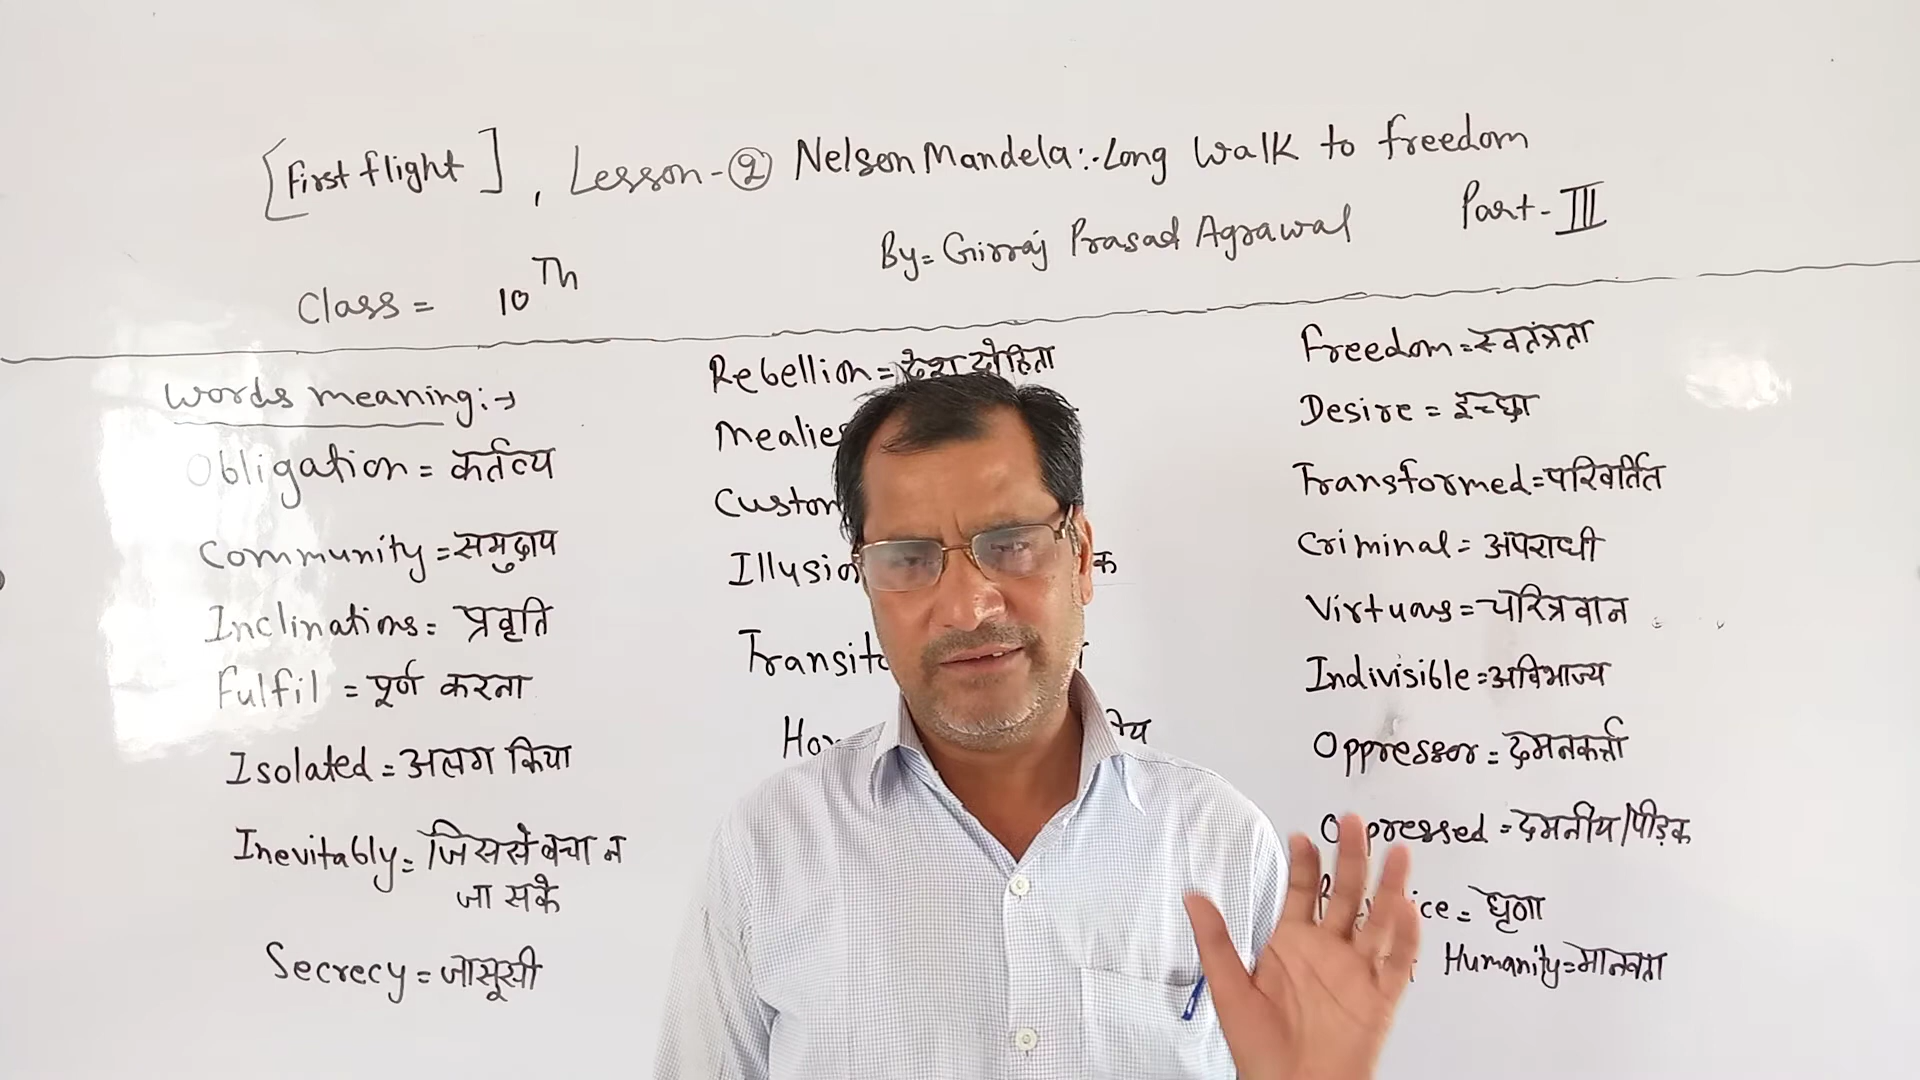 [First flight], Lesson-② Nelson Mandela:-Long Walk to freedom
Part-III
By= Girraj Prasad Agrawal
Class= 10Th
Words meaning:→
Obligation = कर्तव्य
Community = समुदाय
Inclinations = प्रवृति
Fulfil = पूर्ण करना
Isolated = अलग किया
Inevitably = जिससे बचा न
जा सके
Secrecy = जासूसी
Rebellion = देश द्रोहिता
Freedom = स्वतंत्रता
Desire = इच्छा
Transformed = परिवर्तित
Criminal = अपराधी
Virtuous = चरित्रवान
Indivisible = अविभाज्य
Oppressor = दमनकर्त्ता
Oppressed = दमनीय/पीड़क
= घृणा
Humanity = मानवता